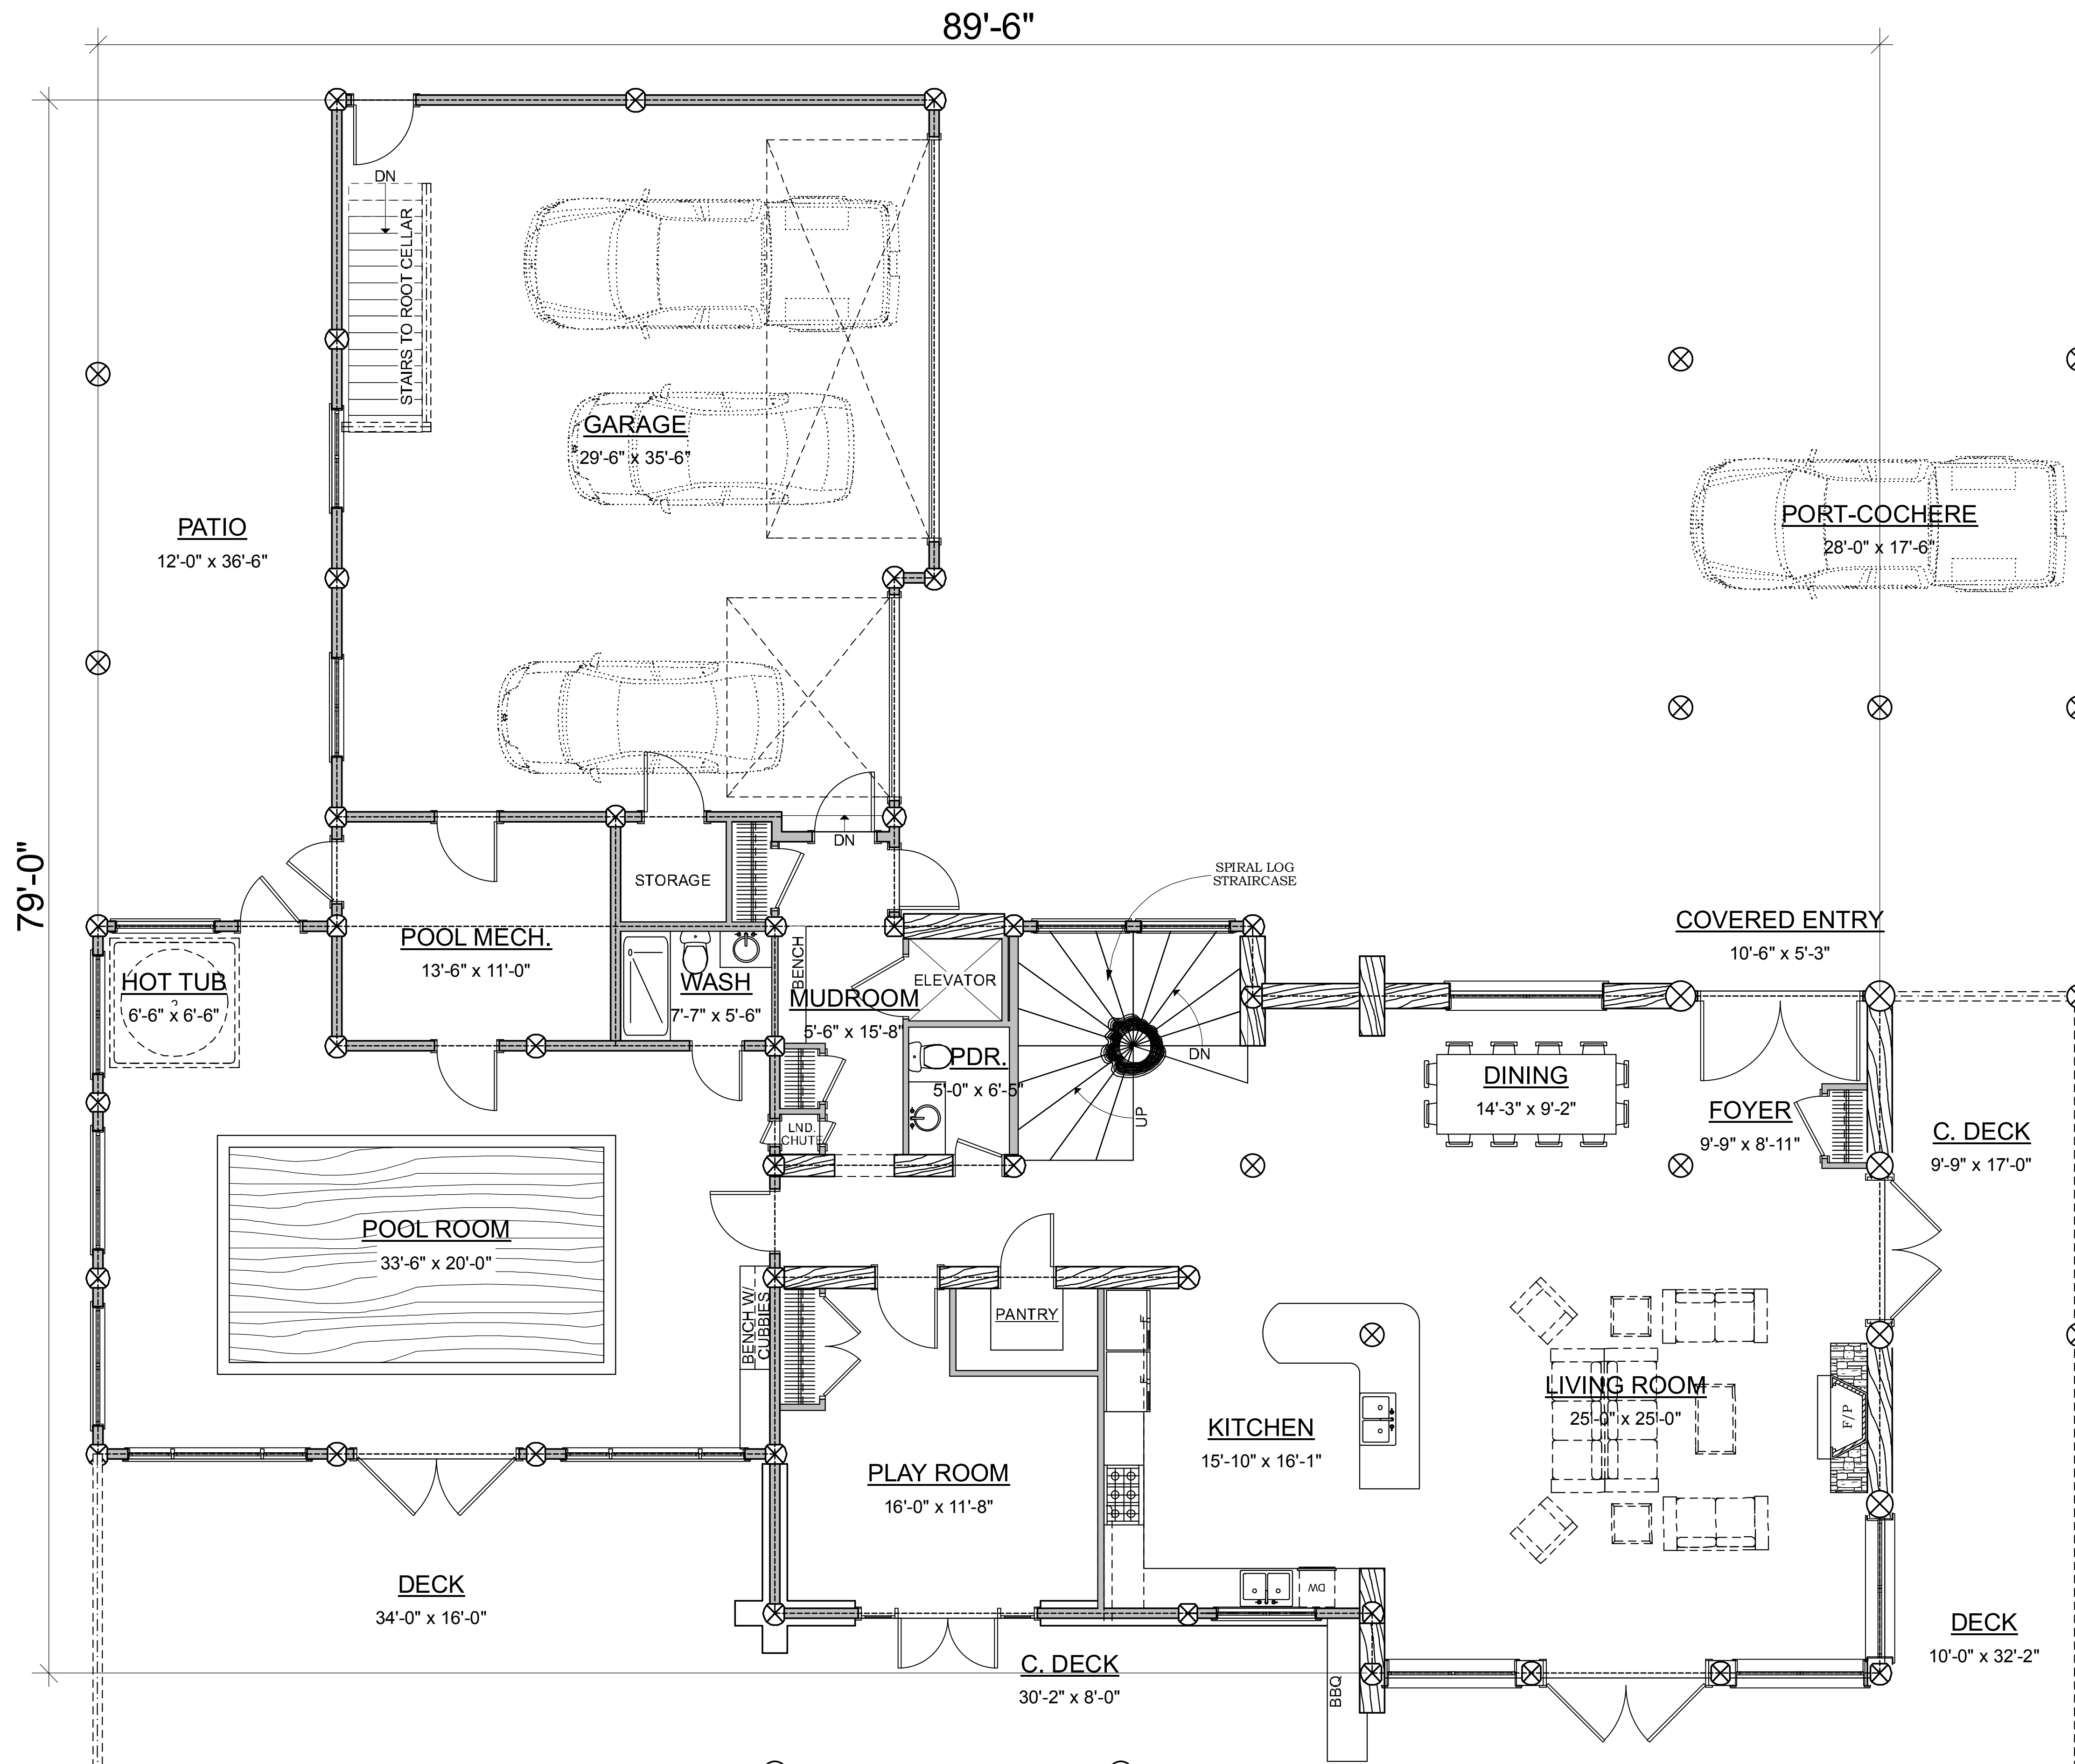 89'-6"
79'-0"
DN
STAIRS TO ROOT CELLAR
GARAGE
29'-6" x 35'-6"
PATIO
12'-0" x 36'-6"
PORT-COCHERE
28'-0" x 17'-6"
DN
STORAGE
SPIRAL LOG
STRAIRCASE
COVERED ENTRY
10'-6" x 5'-3"
POOL MECH.
13'-6" x 11'-0"
HOT TUB
?
6'-6" x 6'-6"
WASH
7'-7" x 5'-6"
BENCH
MUDROOM
5'-6" x 15'-8"
ELEVATOR
PDR.
5'-0" x 6'-5"
DN
UP
LND.
CHUTE
DINING
14'-3" x 9'-2"
FOYER
9'-9" x 8'-11"
C. DECK
9'-9" x 17'-0"
POOL ROOM
33'-6" x 20'-0"
BENCH W/
CUBBIES
PANTRY
LIVING ROOM
25'-0" x 25'-0"
F/P
KITCHEN
15'-10" x 16'-1"
PLAY ROOM
16'-0" x 11'-8"
DW
DECK
34'-0" x 16'-0"
C. DECK
30'-2" x 8'-0"
BBQ
DECK
10'-0" x 32'-2"